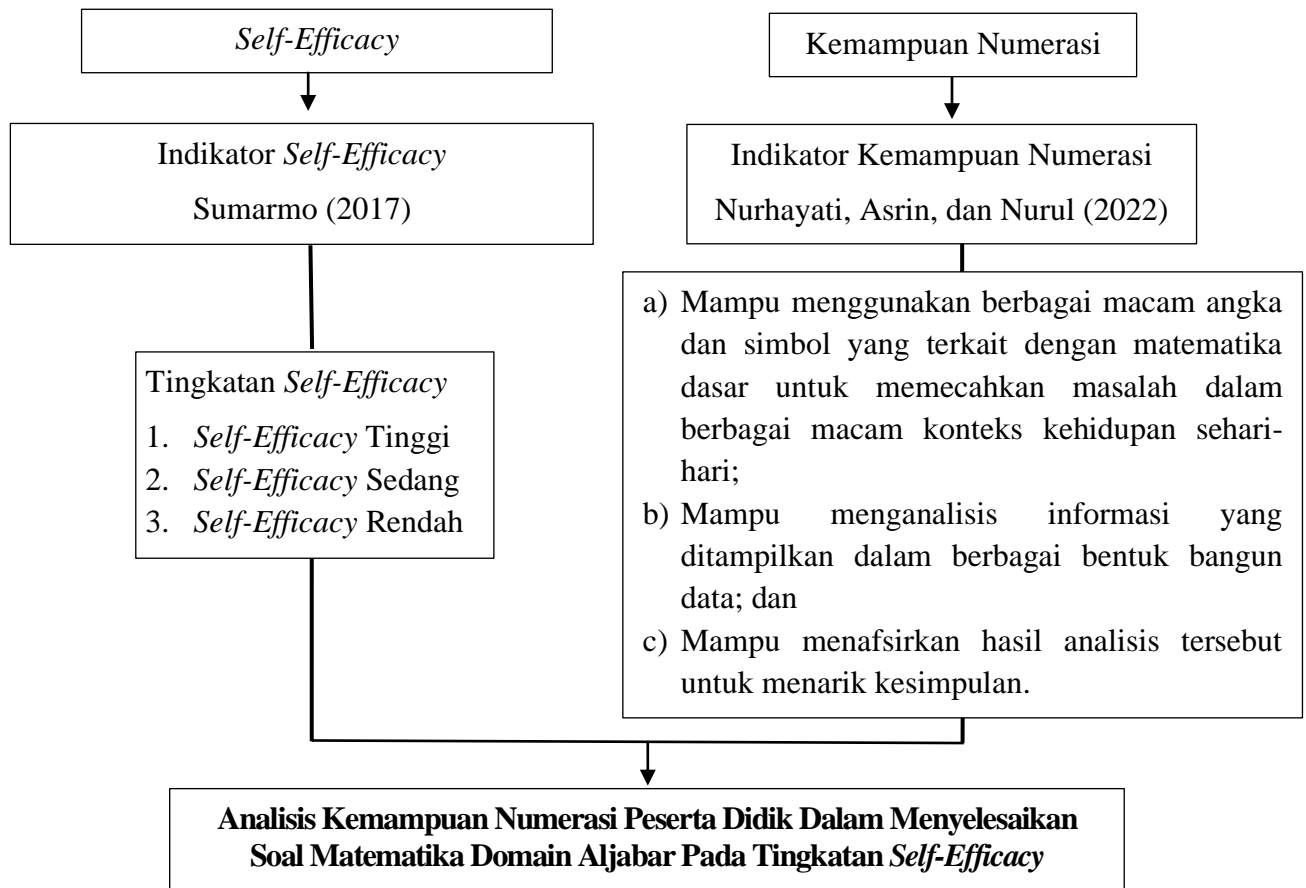 Self-Efficacy
Indikator Self-Efficacy
Sumarmo (2017)
Tingkatan Self-Efficacy
1. Self-Efficacy Tinggi
2. Self-Efficacy Sedang
3. Self-Efficacy Rendah
Kemampuan Numerasi
Indikator Kemampuan Numerasi
Nurhayati, Asrin, dan Nurul (2022)
a) Mampu menggunakan berbagai macam angka
dan simbol yang terkait dengan matematika
dasar untuk memecahkan masalah dalam
berbagai macam konteks kehidupan sehari-
hari;
b) Mampu menganalisis informasi yang
ditampilkan dalam berbagai bentuk bangun
data; dan
c) Mampu menafsirkan hasil analisis tersebut
untuk menarik kesimpulan.
Analisis Kemampuan Numerasi Peserta Didik Dalam Menyelesaikan
Soal Matematika Domain Aljabar Pada Tingkatan Self-Efficacy